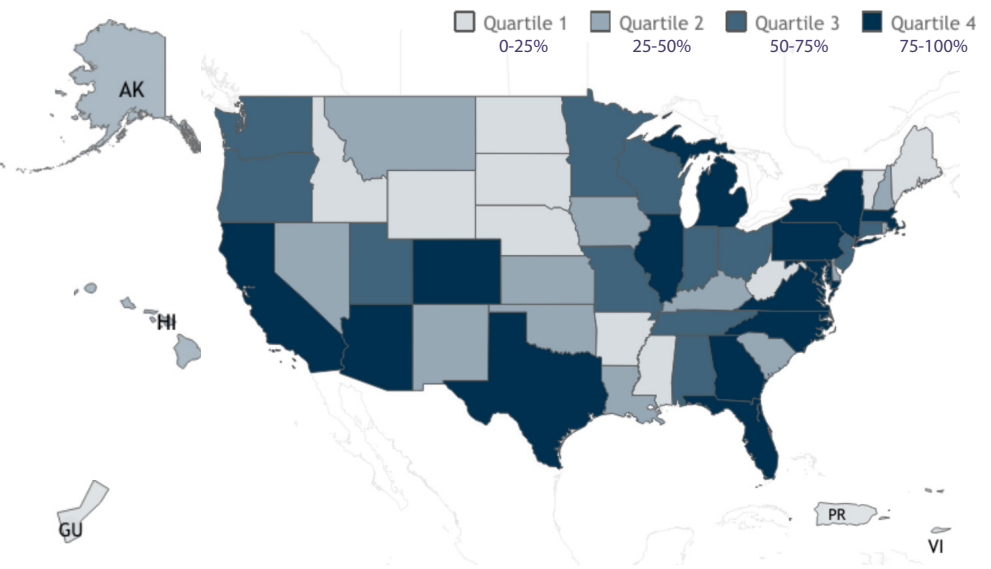 Quartile 1 Quartile 2 Quartile 3 Quartile 4
0-25% 25-50% 50-75% 75-100%
AK
HI
GU
PR
VI